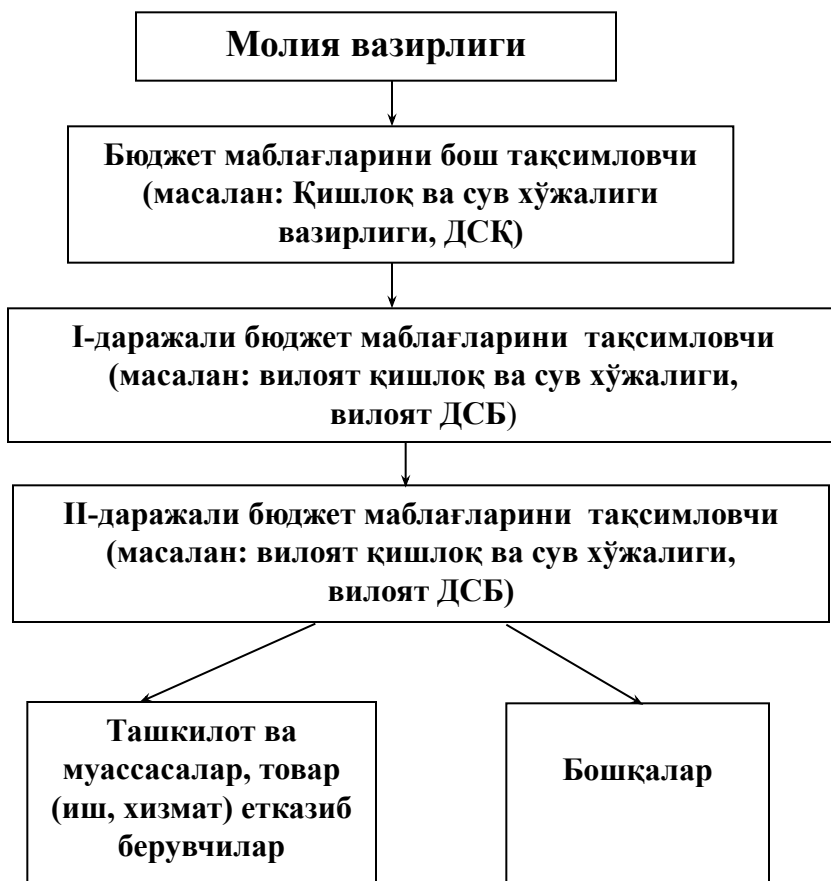 Молия вазирлиги
Бюджет маблағларини бош тақсимловчи
(масалан: Қишлоқ ва сув хўжалиги
вазирлиги, ДСҚ)
I-даражали бюджет маблағларини тақсимловчи
(масалан: вилоят қишлоқ ва сув хўжалиги,
вилоят ДСБ)
II-даражали бюджет маблағларини тақсимловчи
(масалан: вилоят қишлоқ ва сув хўжалиги,
вилоят ДСБ)
Ташкилот ва
муассасалар, товар
(иш, хизмат) етказиб
берувчилар
Бошқалар